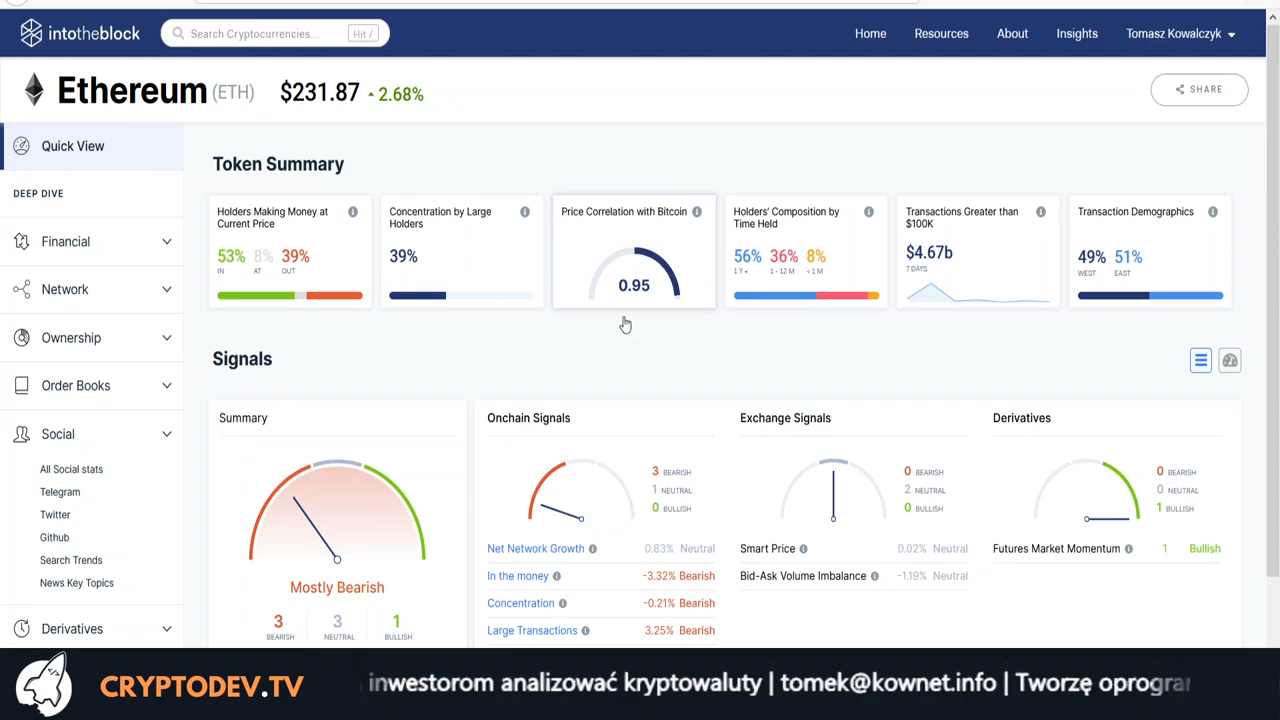 intotheblock
Search Cryptocurrencies...
Hit /
Home
Resources
About
Insights
Tomasz Kowalczyk
Ethereum (ETH) $231.87 2.68%
SHARE
Quick View
DEEP DIVE
Financial
Network
Ownership
Order Books
Social
All Social stats
Telegram
Twitter
Github
Search Trends
News Key Topics
Derivatives
Token Summary
Holders Making Money at
Current Price
53% 8% 39%
IN AT OUT
Concentration by Large
Holders
39%
Price Correlation with Bitcoin
0.95
Holders' Composition by
Time Held
56% 36% 8%
1 Y+ 1 - 12 M < 1 M
Transactions Greater than
$100K
$4.67b
7 DAYS
Transaction Demographics
49% 51%
WEST EAST
Signals
Summary
Mostly Bearish
3 3 1
BEARISH NEUTRAL BULLISH
Onchain Signals
3 BEARISH
1 NEUTRAL
0 BULLISH
Net Network Growth 0.83% Neutral
In the money -3.32% Bearish
Concentration -0.21% Bearish
Large Transactions 3.25% Bearish
Exchange Signals
0 BEARISH
2 NEUTRAL
0 BULLISH
Smart Price 0.02% Neutral
Bid-Ask Volume Imbalance -1.19% Neutral
Derivatives
0 BEARISH
0 NEUTRAL
1 BULLISH
Futures Market Momentum 1 Bullish
CRYPTODEV.TV
inwestorom analizować kryptowaluty | tomek@kownet.info | Tworzę oprogra